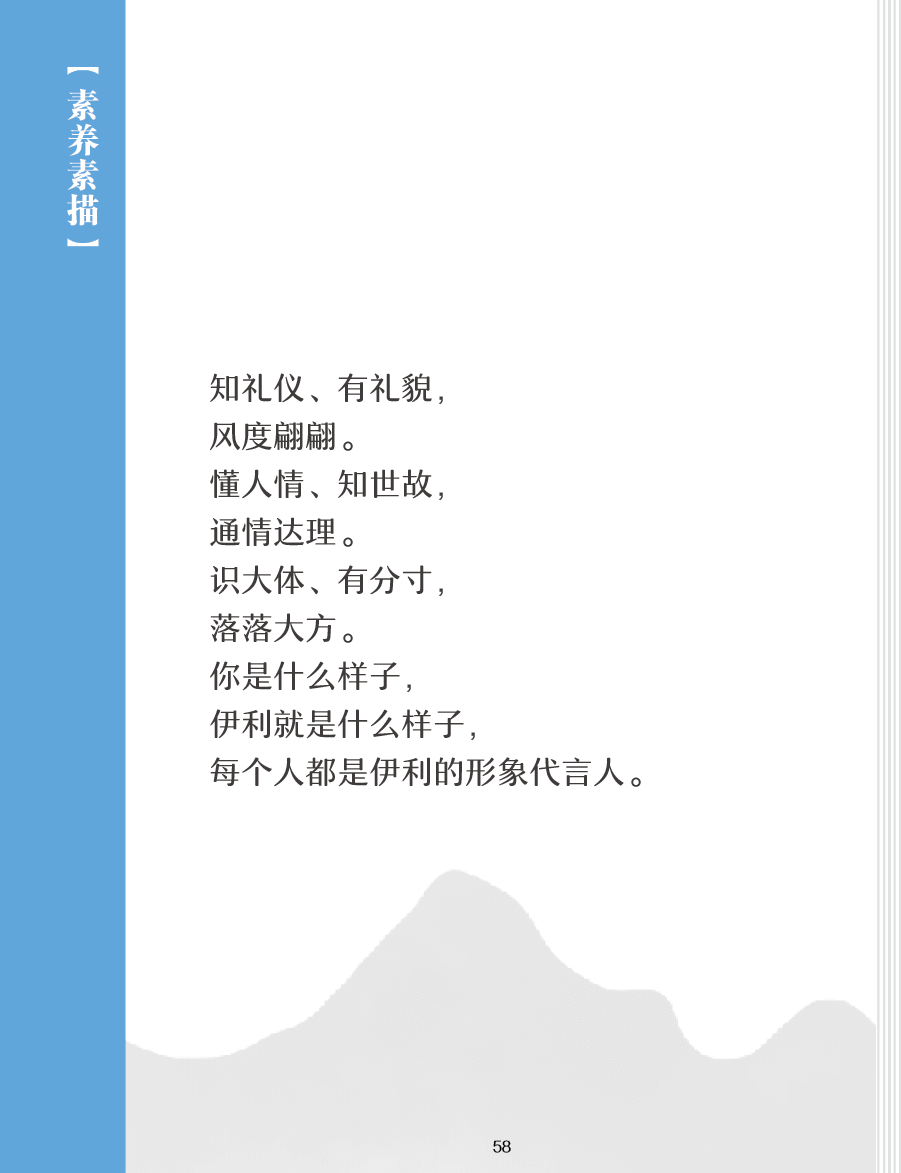 【素养素描】
知礼仪、有礼貌，
风度翩翩。
懂人情、知世故，
通情达理。
识大体、有分寸，
落落大方。
你是什么样子，
伊利就是什么样子，
每个人都是伊利的形象代言人。
58